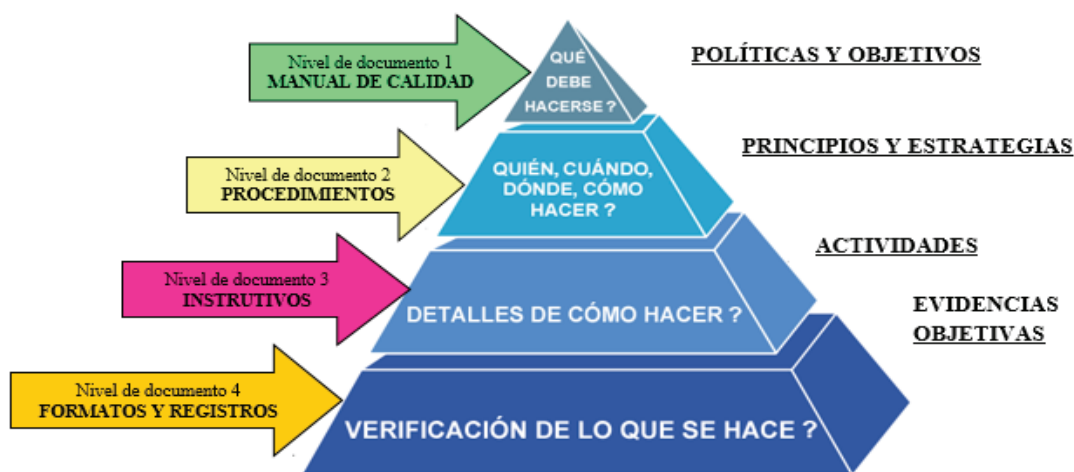 Nivel de documento 1
MANUAL DE CALIDAD
QUÉ
DEBE
HACERSE ?
POLÍTICAS Y OBJETIVOS
Nivel de documento 2
PROCEDIMIENTOS
QUIÉN, CUÁNDO,
DÓNDE, CÓMO
HACER ?
PRINCIPIOS Y ESTRATEGIAS
Nivel de documento 3
INSTRUTIVOS
DETALLES DE CÓMO HACER ?
ACTIVIDADES
Nivel de documento 4
FORMATOS Y REGISTROS
VERIFICACIÓN DE LO QUE SE HACE ?
EVIDENCIAS
OBJETIVAS